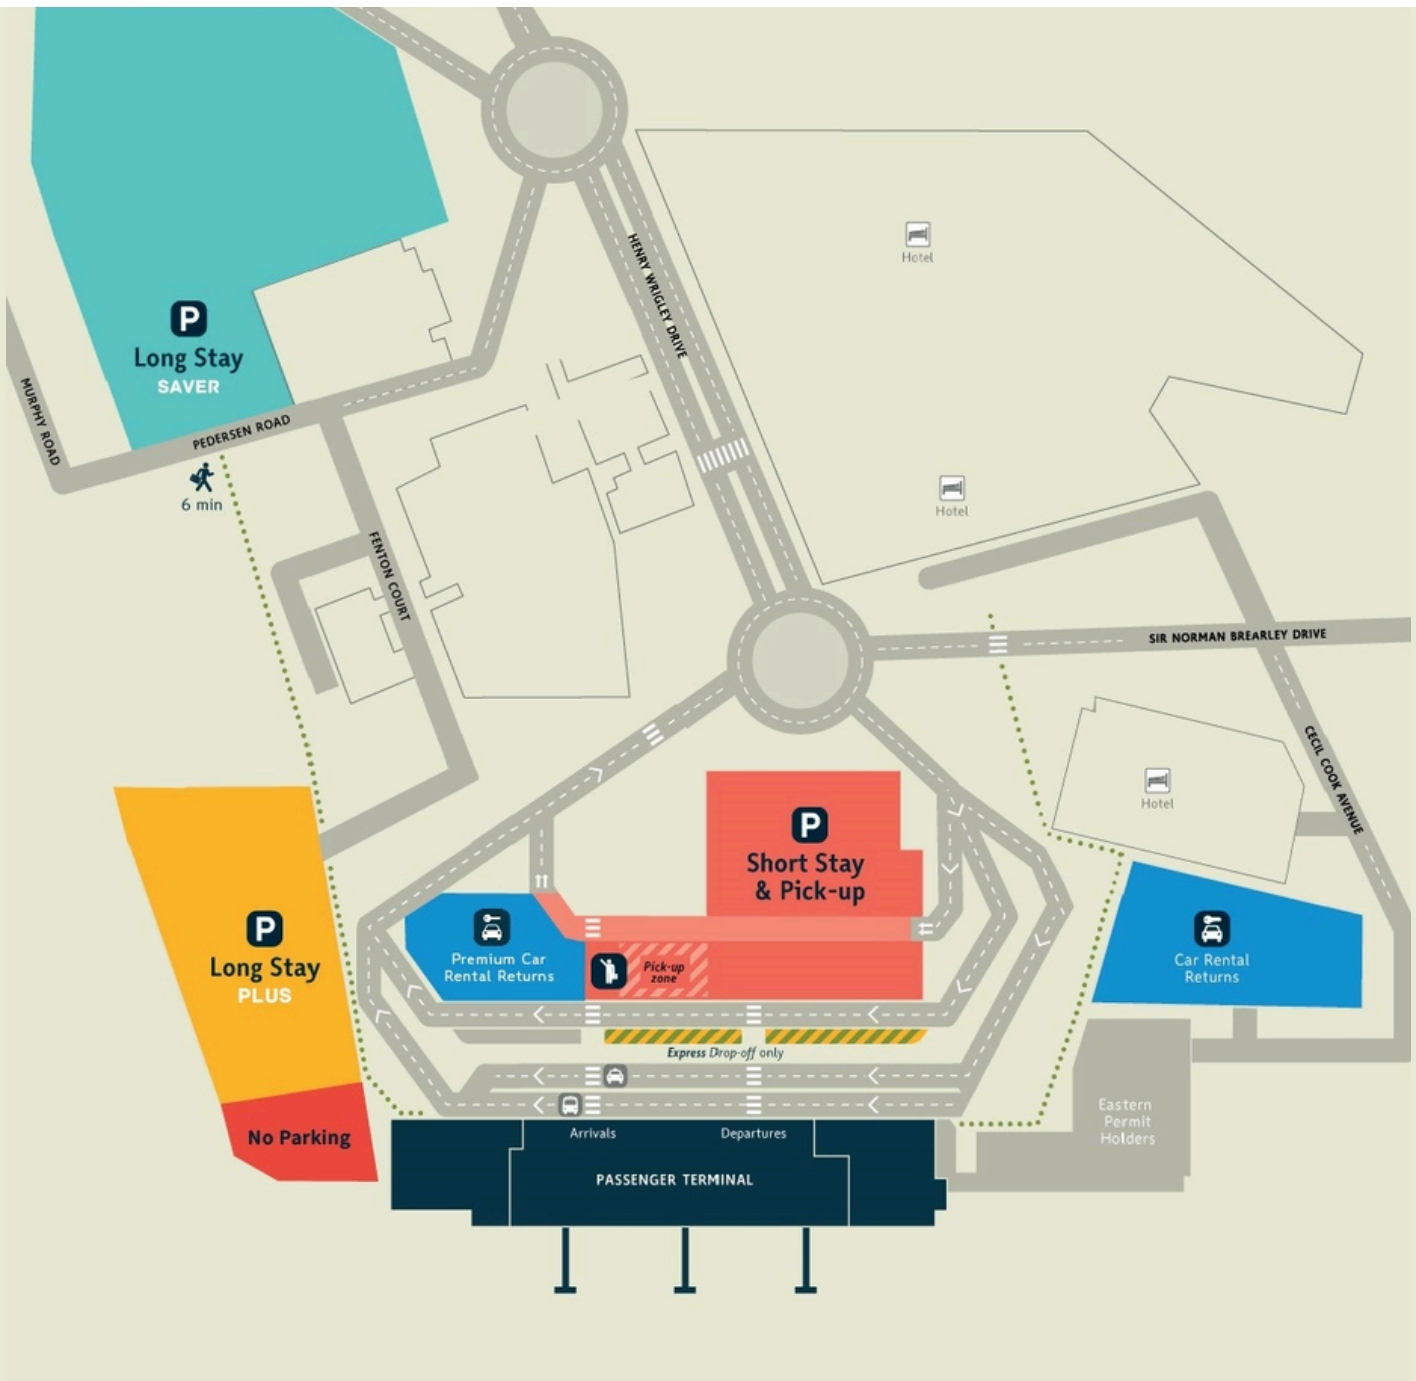 HENRY WRIGLEY DRIVE
Hotel
P
Long Stay
SAVER
MURPHY ROAD
PEDERSEN ROAD
6 min
Hotel
FENTON COURT
SIR NORMAN BREARLEY DRIVE
CECIL COOK AVENUE
Hotel
P
Short Stay
& Pick-up
P
Long Stay
PLUS
Premium Car
Rental Returns
Pick-up
zone
Car Rental
Returns
Express Drop-off only
No Parking
Eastern
Permit
Holders
Arrivals
Departures
PASSENGER TERMINAL